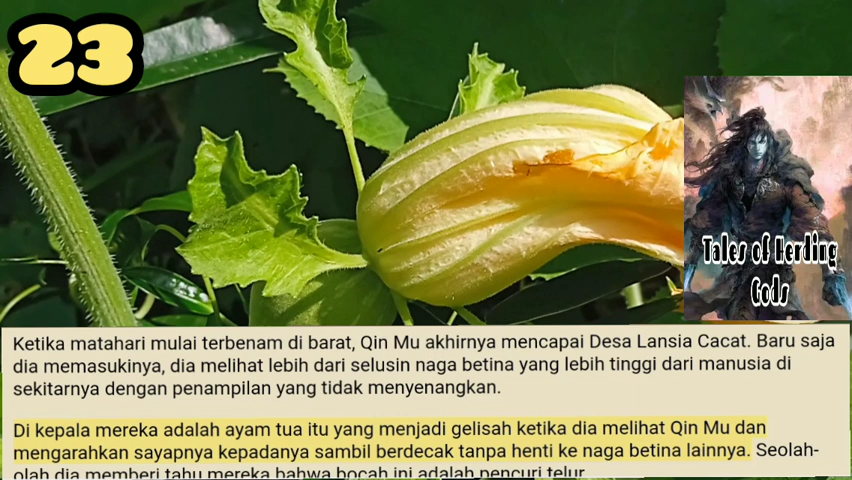 23
Tales of Herding
Gods
Ketika matahari mulai terbenam di barat, Qin Mu akhirnya mencapai Desa Lansia Cacat. Baru saja
dia memasukinya, dia melihat lebih dari selusin naga betina yang lebih tinggi dari manusia di
sekitarnya dengan penampilan yang tidak menyenangkan.
Di kepala mereka adalah ayam tua itu yang menjadi gelisah ketika dia melihat Qin Mu dan
mengarahkan sayapnya kepadanya sambil berdecak tanpa henti ke naga betina lainnya. Seolah-
olah dia memberi tahu mereka bahwa bocah ini adalah pencuri telur